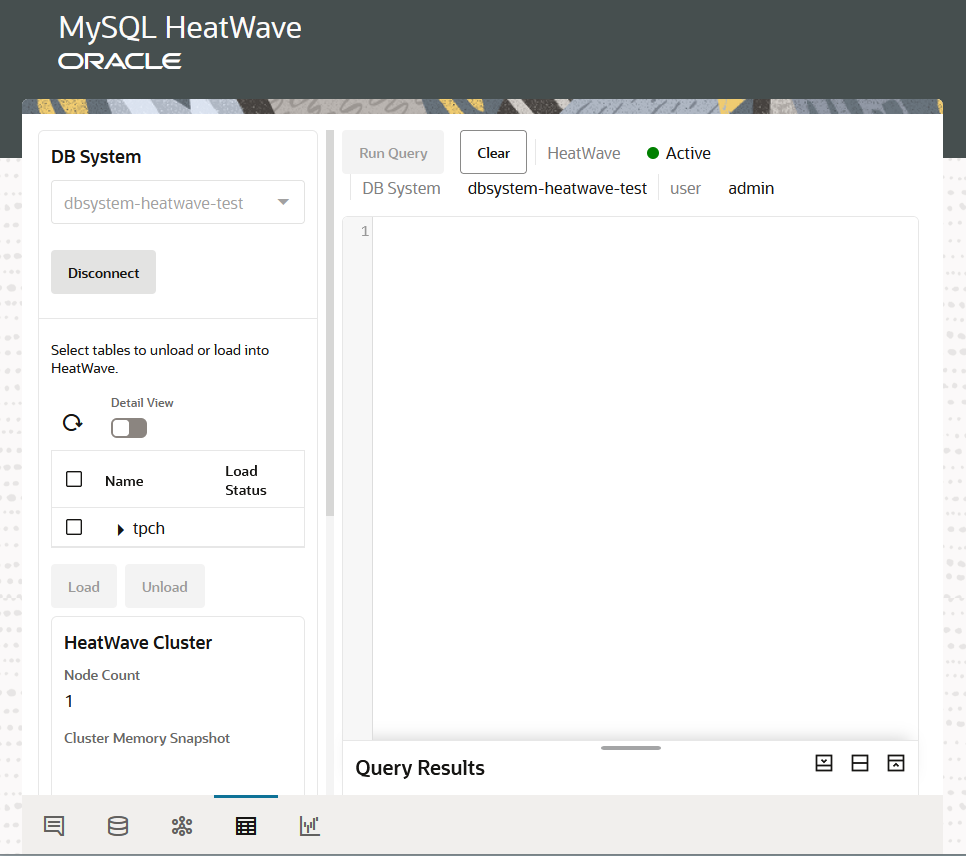 MySQL HeatWave
ORACLE
DB System
dbsystem-heatwave-test
Disconnect
Select tables to unload or load into
HeatWave.
Detail View
Name
Load
Status
tpch
Load
Unload
HeatWave Cluster
Node Count
1
Cluster Memory Snapshot
Run Query
Clear
HeatWave
Active
DB System
dbsystem-heatwave-test
user
admin
1
Query Results